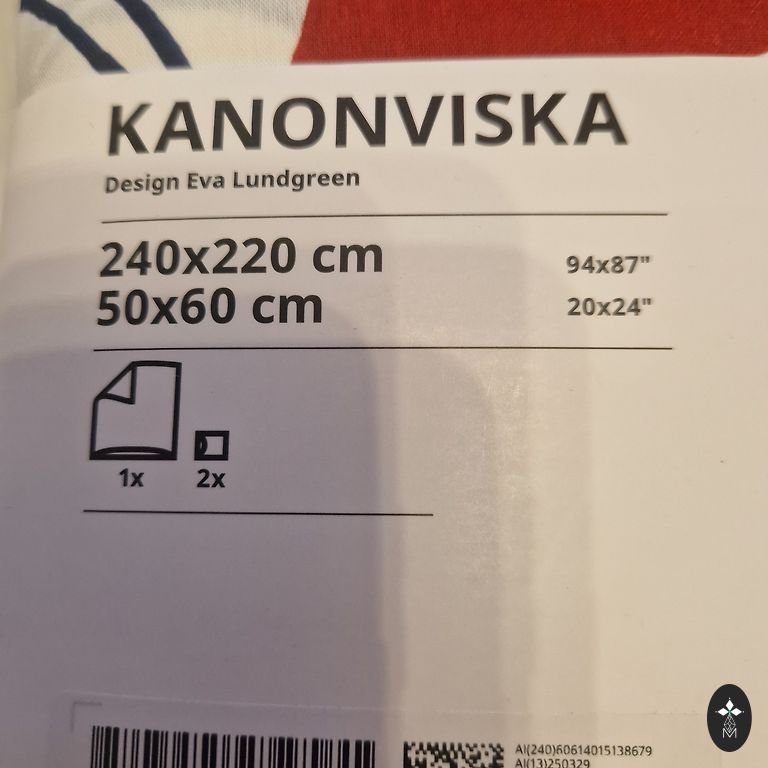 KANONVISKA
Design Eva Lundgreen
240x220 cm 94x87"
50x60 cm 20x24"
1x 2x
AI(240)60614015138679
AI(13)250329
M